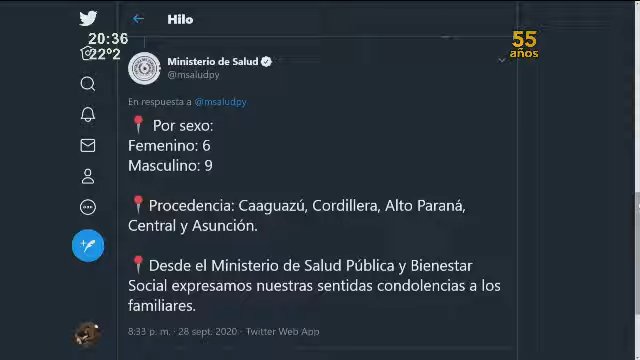 Hilo
20:36
22°2
55
años
Ministerio de Salud
@msaludpy
En respuesta a @msaludpy
Por sexo:
Femenino: 6
Masculino: 9
Procedencia: Caaguazú, Cordillera, Alto Paraná,
Central y Asunción.
Desde el Ministerio de Salud Pública y Bienestar
Social expresamos nuestras sentidas condolencias a los
familiares.
8:33 p. m. · 28 sept. 2020 · Twitter Web App